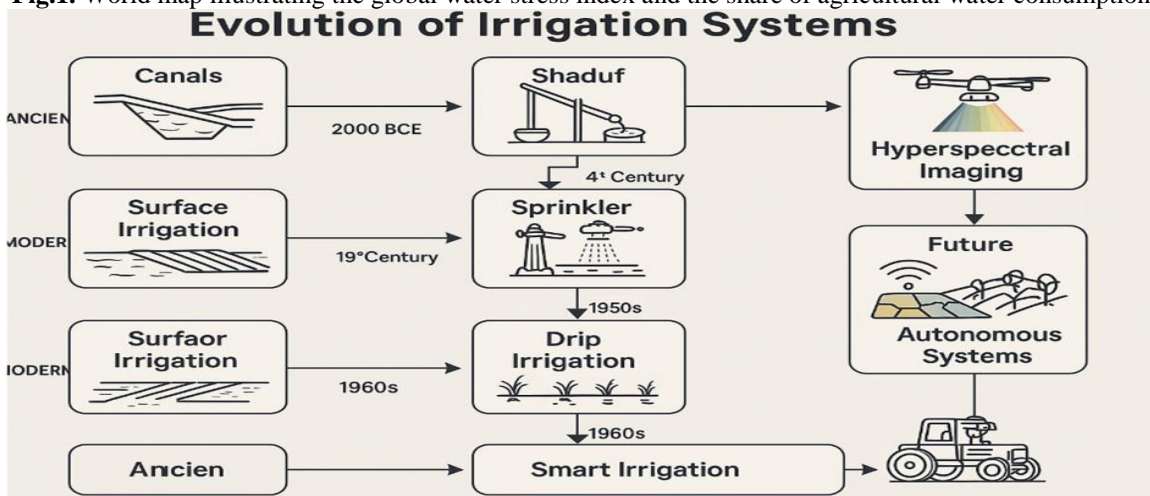 Fig.1. World map illustrating the global water stress index and the share of agricultural water consumption
Evolution of Irrigation Systems
Canals
Shaduf
ANCIEN
2000 BCE
Hyperspecctral
Imaging
4ᵗ Century
Surface
Irrigation
Sprinkler
MODER
19°Century
Future
1950s
Surfaor
Irrigation
Drip
Irrigation
Autonomous
Systems
IODERN
1960s
1960s
Ancien
Smart Irrigation